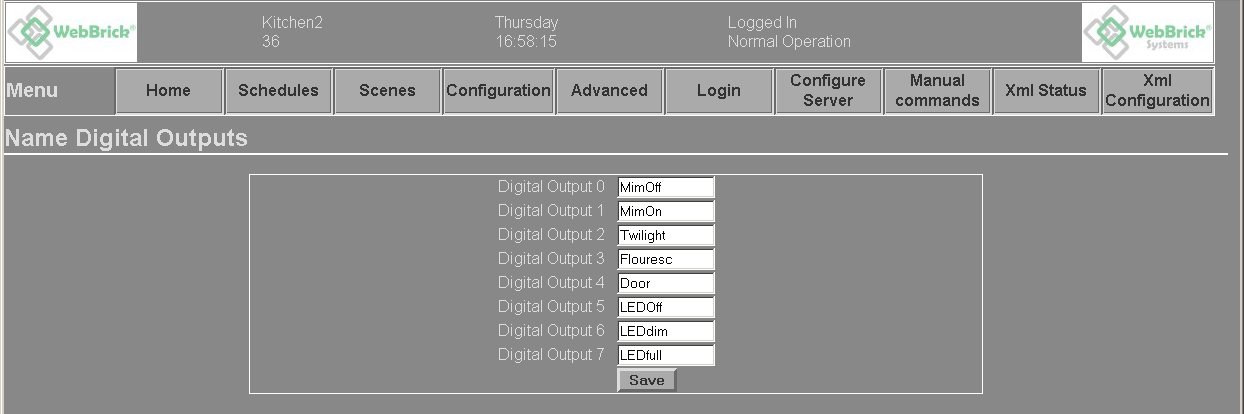 WebBrick®
Kitchen2
36
Thursday
16:58:15
Logged In
Normal Operation
WebBrick®
Systems
Menu
Home
Schedules
Scenes
Configuration
Advanced
Login
Configure
Server
Manual
commands
Xml Status
Xml
Configuration
Name Digital Outputs
Digital Output 0 MimOff
Digital Output 1 MimOn
Digital Output 2 Twilight
Digital Output 3 Flouresc
Digital Output 4 Door
Digital Output 5 LEDOff
Digital Output 6 LEDdim
Digital Output 7 LEDfull
Save